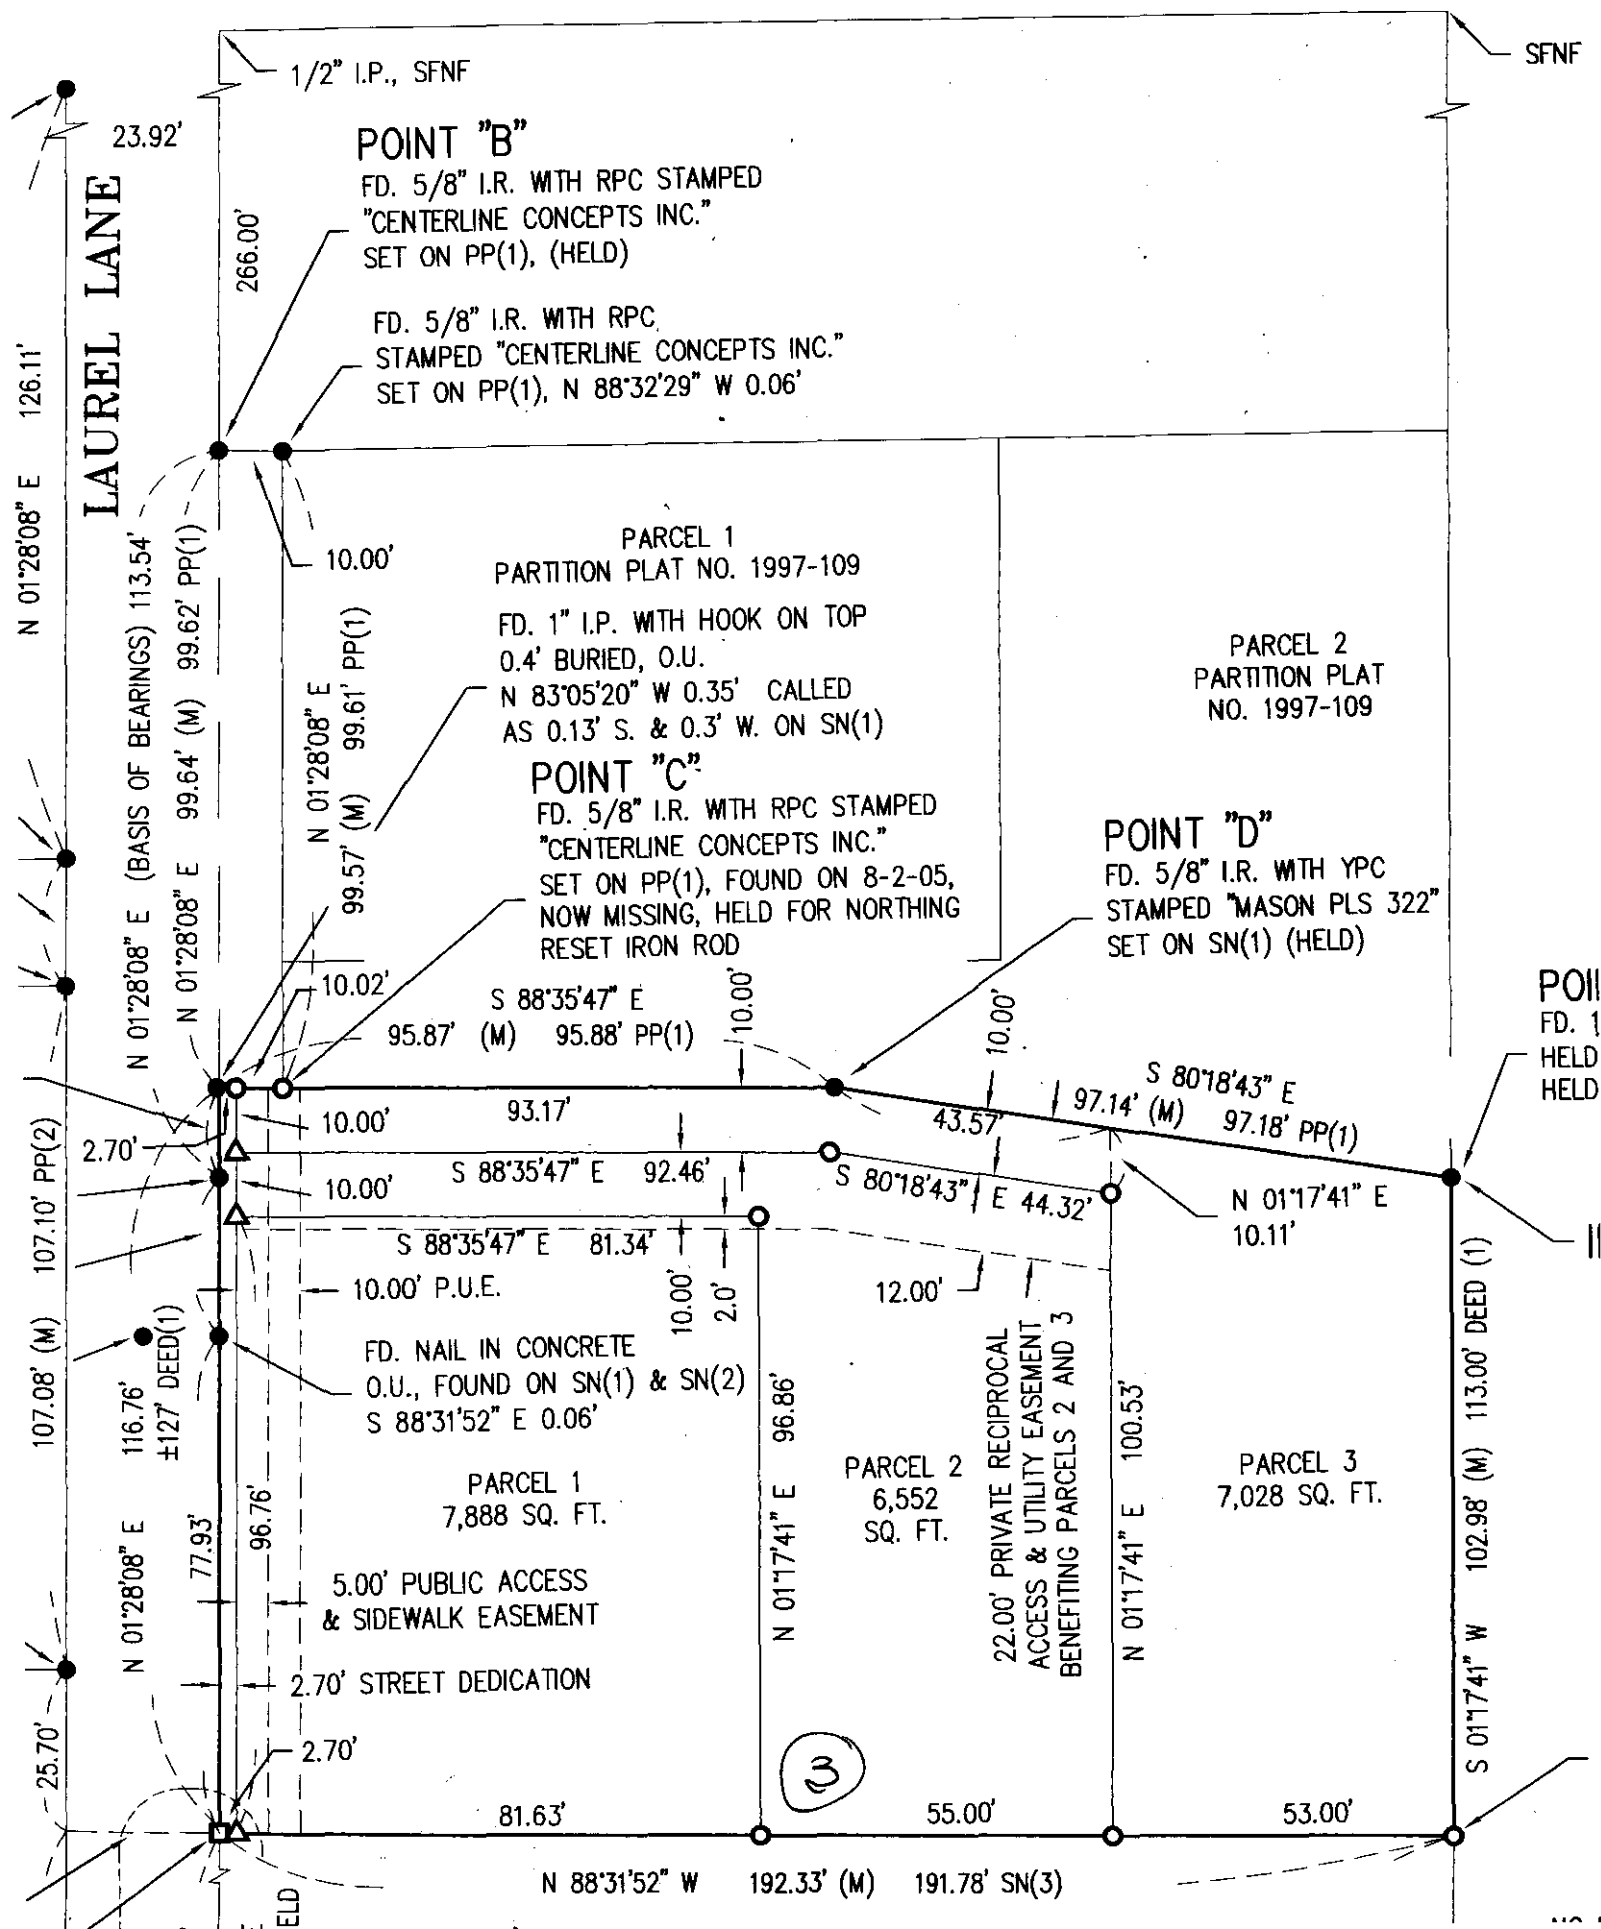 1/2" I.P., SFNF
SFNF
23.92'
POINT "B"
FD. 5/8" I.R. WITH RPC STAMPED
"CENTERLINE CONCEPTS INC."
SET ON PP(1), (HELD)
266.00'
LAUREL LANE
FD. 5/8" I.R. WITH RPC
STAMPED "CENTERLINE CONCEPTS INC."
SET ON PP(1), N 88°32'29" W 0.06'
N 01°28'08" E 126.11'
10.00'
PARCEL 1
PARTITION PLAT NO. 1997-109
FD. 1" I.P. WITH HOOK ON TOP
0.4' BURIED, O.U.
N 83°05'20" W 0.35' CALLED
AS 0.13' S. & 0.3' W. ON SN(1)
PARCEL 2
PARTITION PLAT
NO. 1997-109
N 01°28'08" E (BASIS OF BEARINGS) 113.54'
N 01°28'08" E 99.64' (M) 99.62' PP(1)
N 01°28'08" E
99.57' (M) 99.61' PP(1)
POINT "C"
FD. 5/8" I.R. WITH RPC STAMPED
"CENTERLINE CONCEPTS INC."
SET ON PP(1), FOUND ON 8-2-05,
NOW MISSING, HELD FOR NORTHING
RESET IRON ROD
POINT "D"
FD. 5/8" I.R. WITH YPC
STAMPED "MASON PLS 322"
SET ON SN(1) (HELD)
FD. 1
HELD
HELD
10.02'
S 88°35'47" E
95.87' (M) 95.88' PP(1)
10.00'
10.00'
S 80°18'43" E
97.14' (M) 97.18' PP(1)
2.70'
10.00'
93.17'
43.57'
10.00'
S 88°35'47" E 92.46'
S 80°18'43" E 44.32'
N 01°17'41" E
10.11'
S 88°35'47" E 81.34'
10.00' P.U.E.
10.00'
2.0'
12.00'
107.08' (M) 107.10' PP(2)
FD. NAIL IN CONCRETE
O.U., FOUND ON SN(1) & SN(2)
S 88°31'52" E 0.06'
N 01°28'08" E 116.76'
±127' DEED(1)
77.93'
96.76'
PARCEL 1
7,888 SQ. FT.
N 01°17'41" E 96.86'
PARCEL 2
6,552
SQ. FT.
22.00' PRIVATE RECIPROCAL
ACCESS & UTILITY EASEMENT
BENEFITING PARCELS 2 AND 3
N 01°17'41" E 100.53'
PARCEL 3
7,028 SQ. FT.
S 01°17'41" W 102.98' (M) 113.00' DEED (1)
5.00' PUBLIC ACCESS
& SIDEWALK EASEMENT
2.70' STREET DEDICATION
25.70'
2.70'
3
81.63'
55.00'
53.00'
N 88°31'52" W 192.33' (M) 191.78' SN(3)